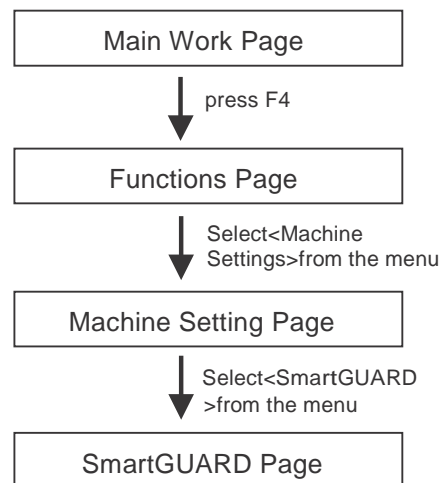 Main Work Page
press F4
Functions Page
Select<Machine
Settings>from the menu
Machine Setting Page
Select<SmartGUARD
>from the menu
SmartGUARD Page